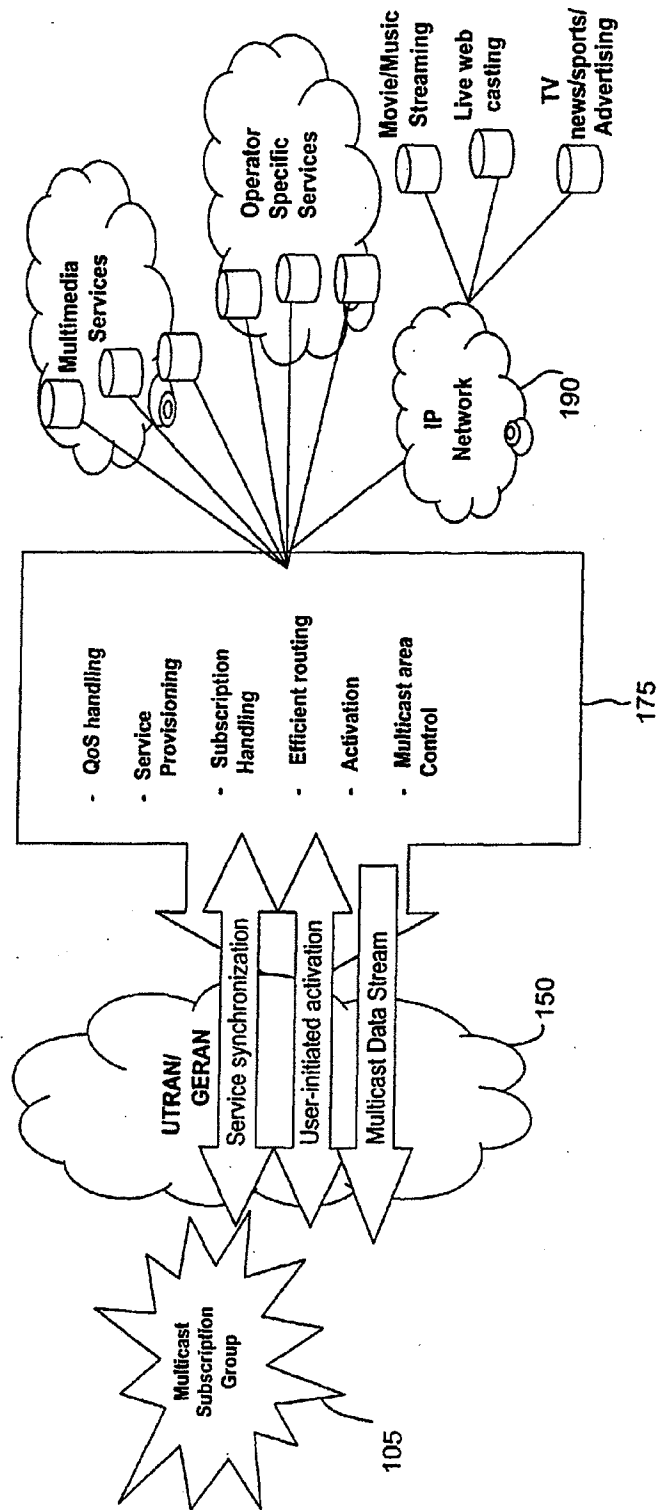 Multicast
Subscription
Group
105
UTRAN/
GERAN
Service synchronization
User-initiated activation
Multicast Data Stream
150
- QoS handling
- Service
Provisioning
- Subscription
Handling
- Efficient routing
- Activation
- Multicast area
Control
175
Multimedia
Services
Operator
Specific
Services
IP
Network
190
Movie/Music
Streaming
Live web
casting
TV
news/sports/
Advertising